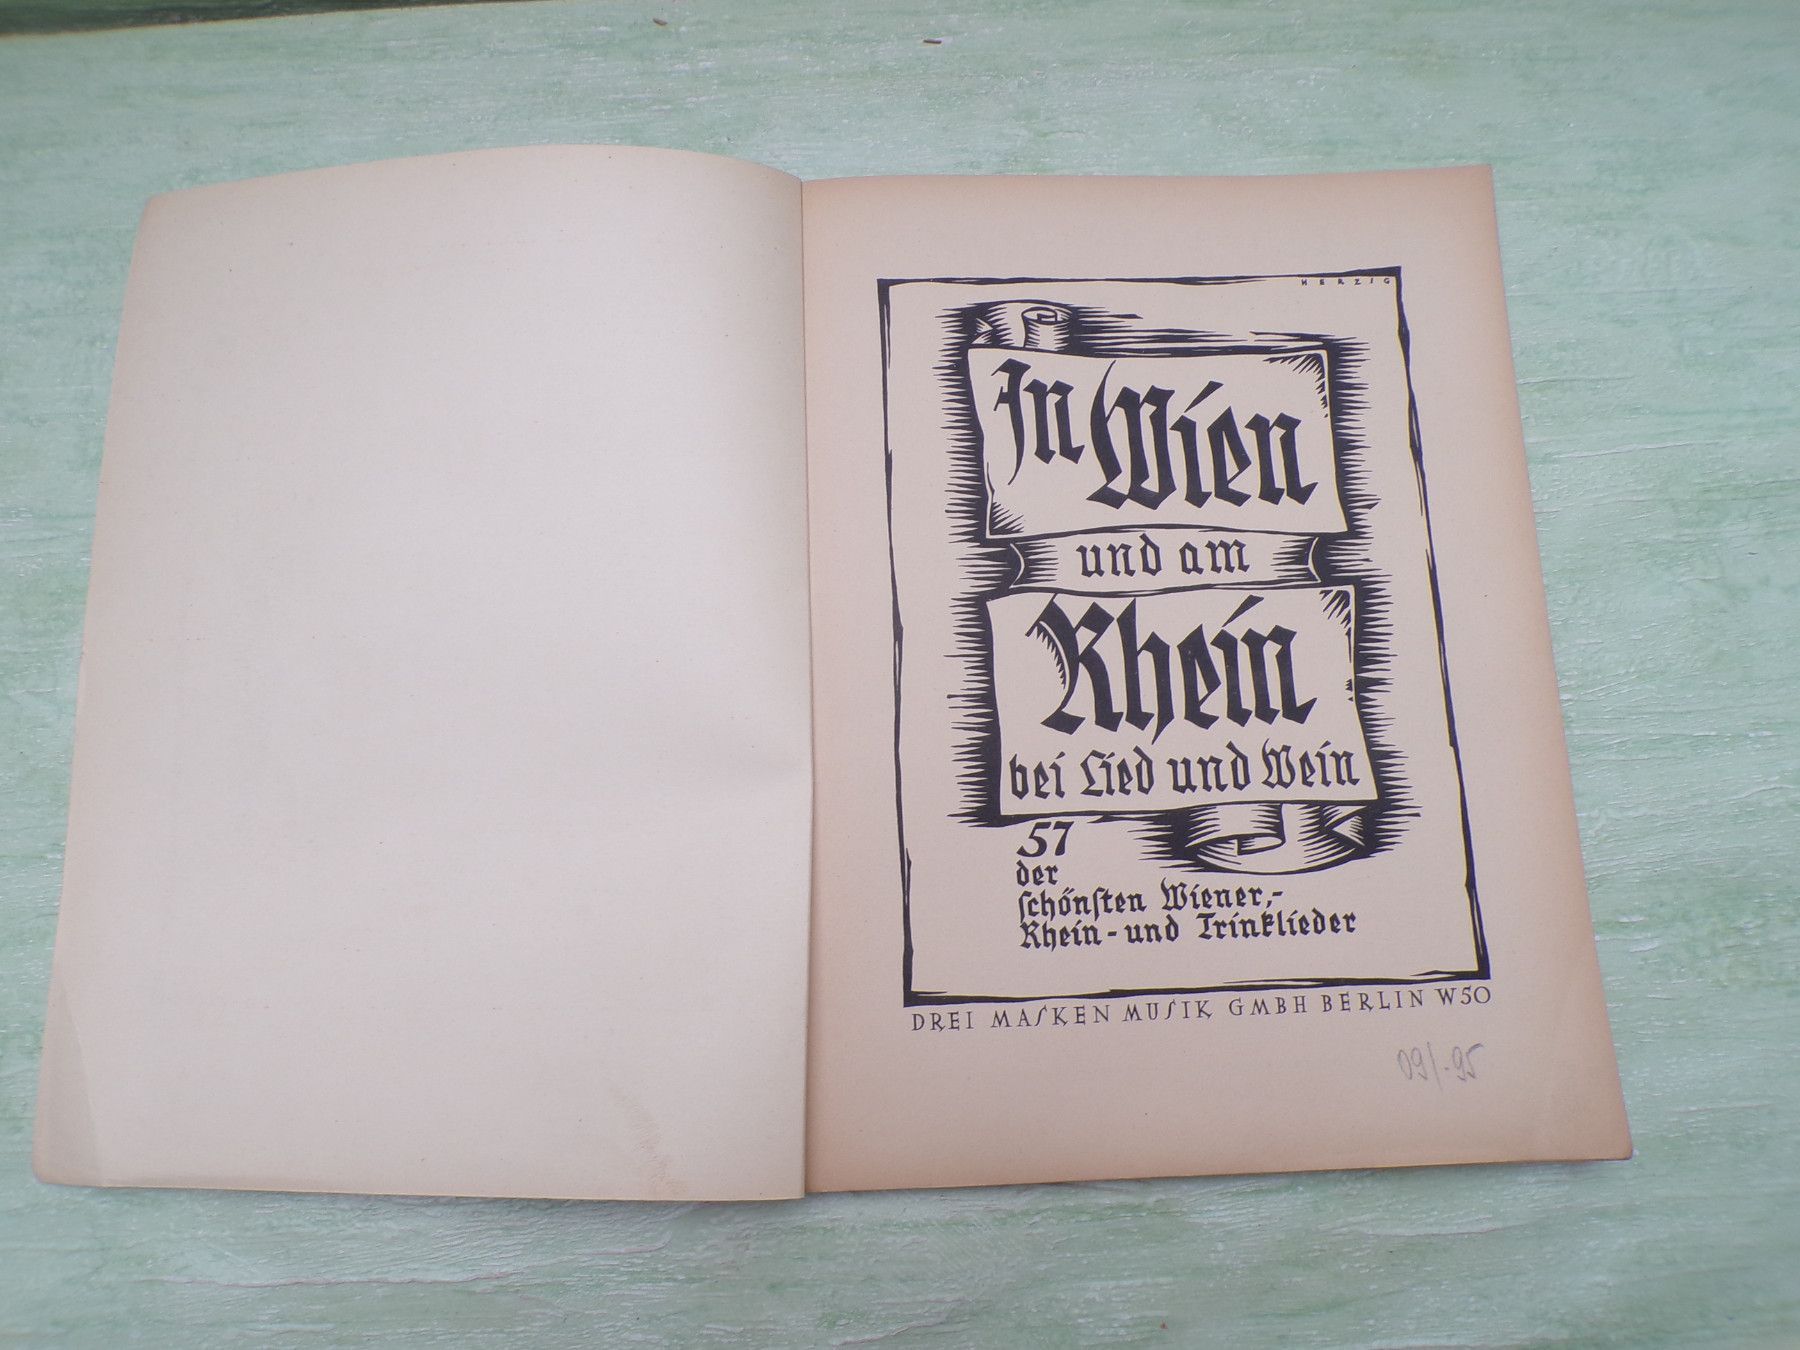 HERZIG
In Wien
und am
Rhein
bei Lied und Wein
57
der
schönsten Wiener,-
Rhein- und Trinklieder
DREI MASKEN MUSIK GMBH BERLIN W50
09/-95